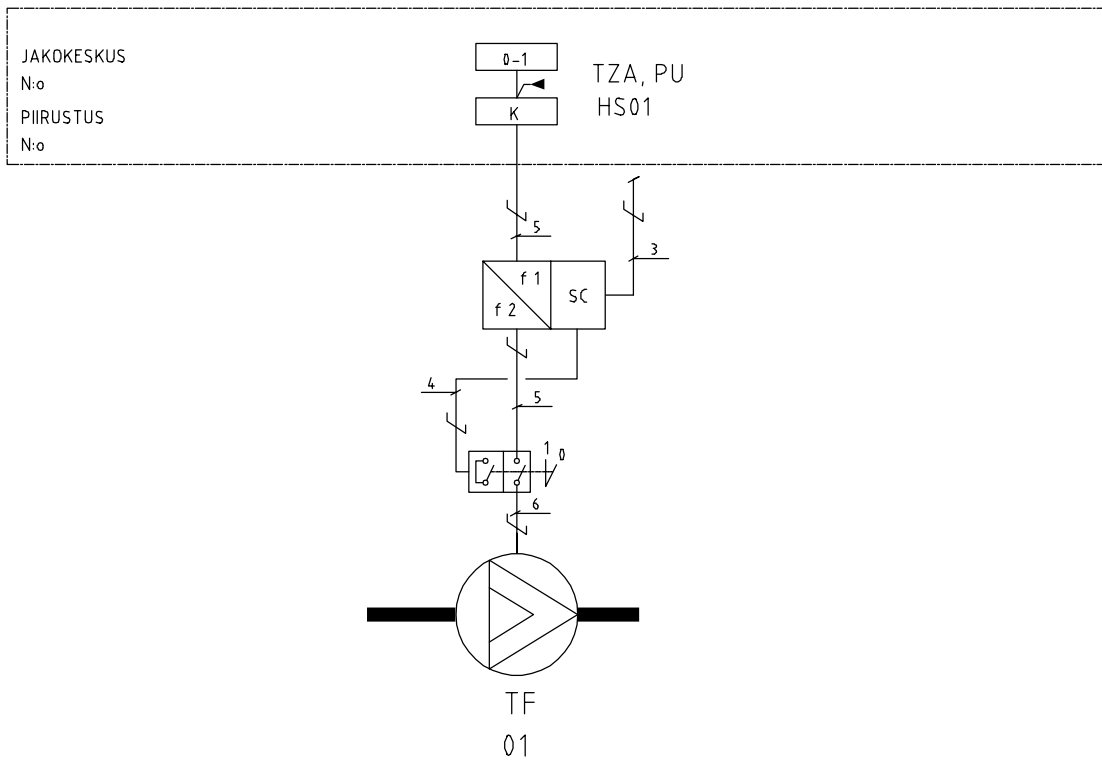 JAKOKESKUS
N:o
PIIRUSTUS
N:o
0-1
K
TZA, PU
HS01
5
3
f 1
f 2
SC
4
5
1
0
6
TF
01